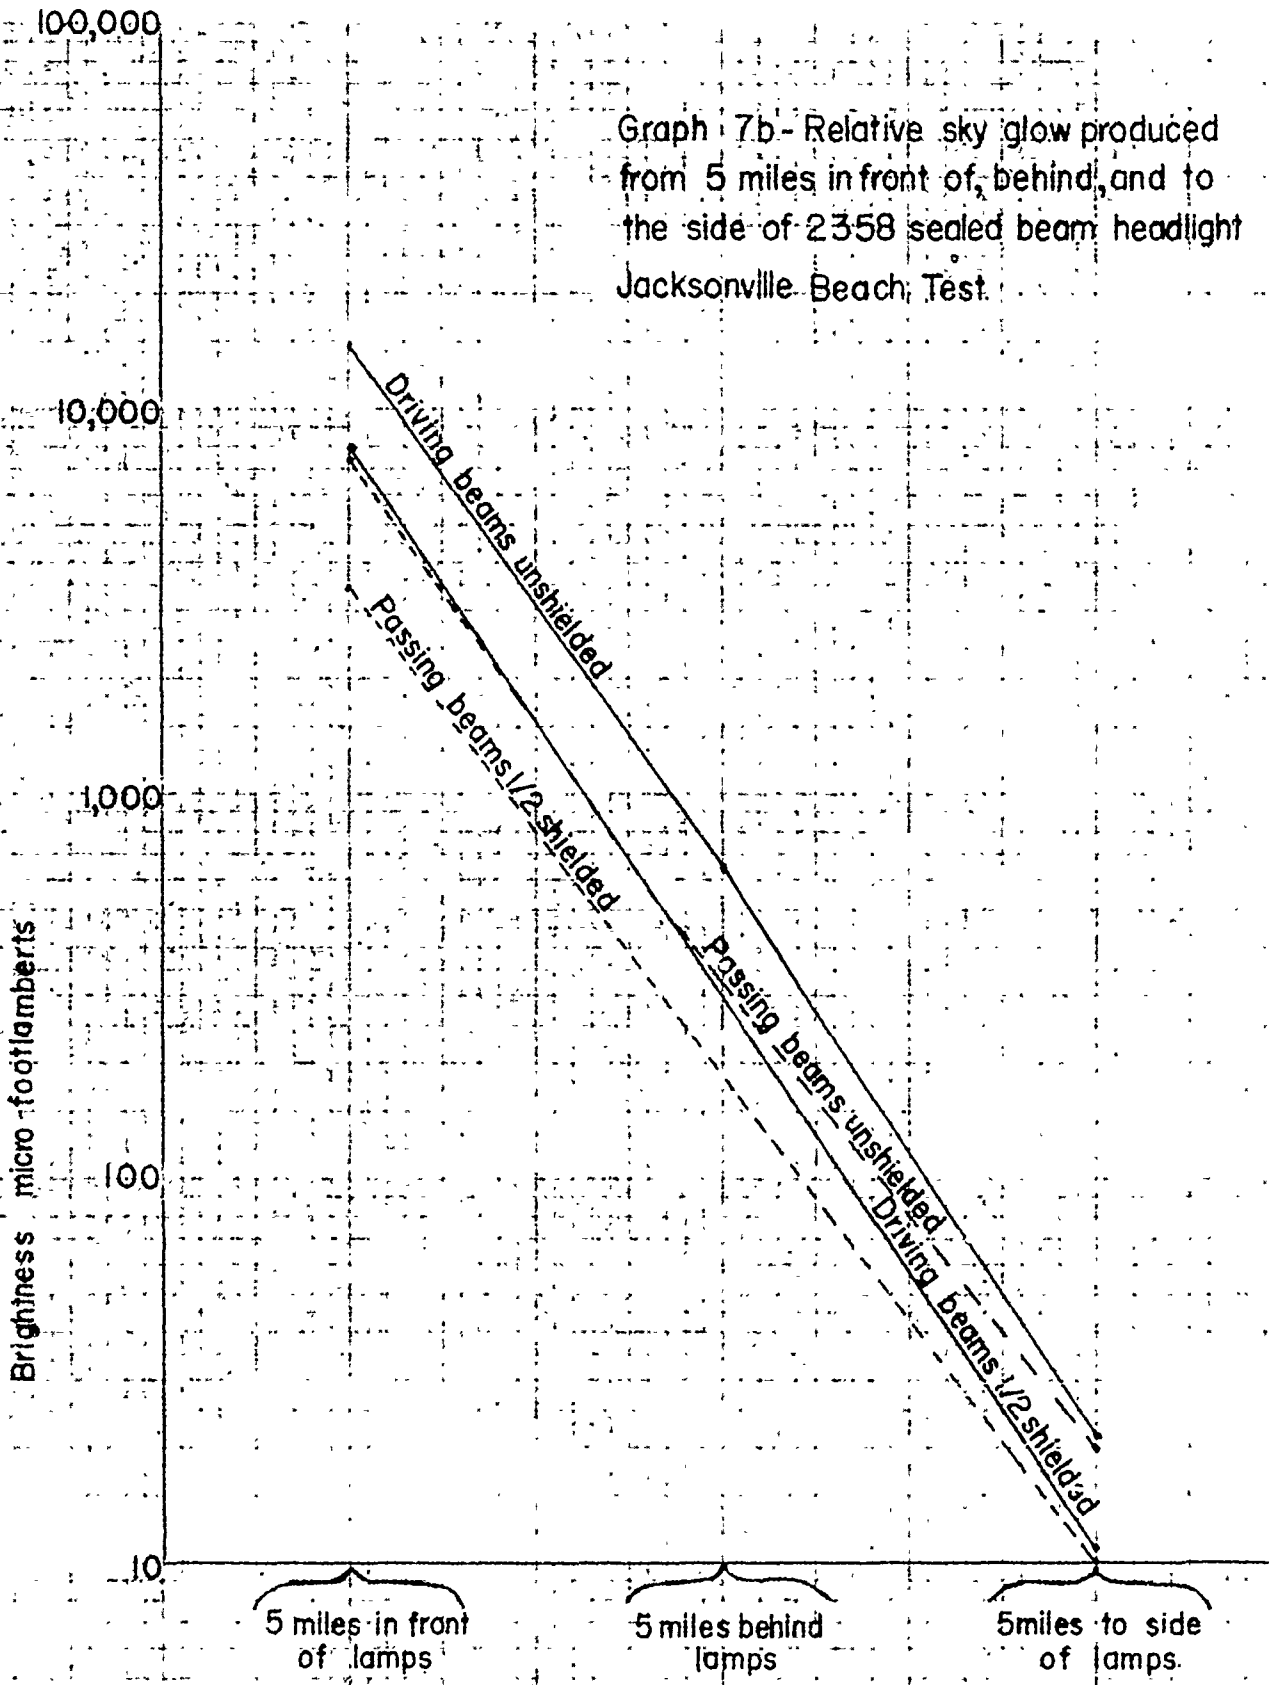 100,000
Graph 7b - Relative sky glow produced
from 5 miles in front of, behind, and to
the side of 2358 sealed beam headlight
Jacksonville Beach Test.
10,000
Driving beams unshielded
Passing beams 1/2 shielded
1,000
Passing beams unshielded
Driving beams 1/2 shielded
100
10
Brightness micro-footlamberts
5 miles in front
of lamps
5 miles behind
lamps
5 miles to side
of lamps.